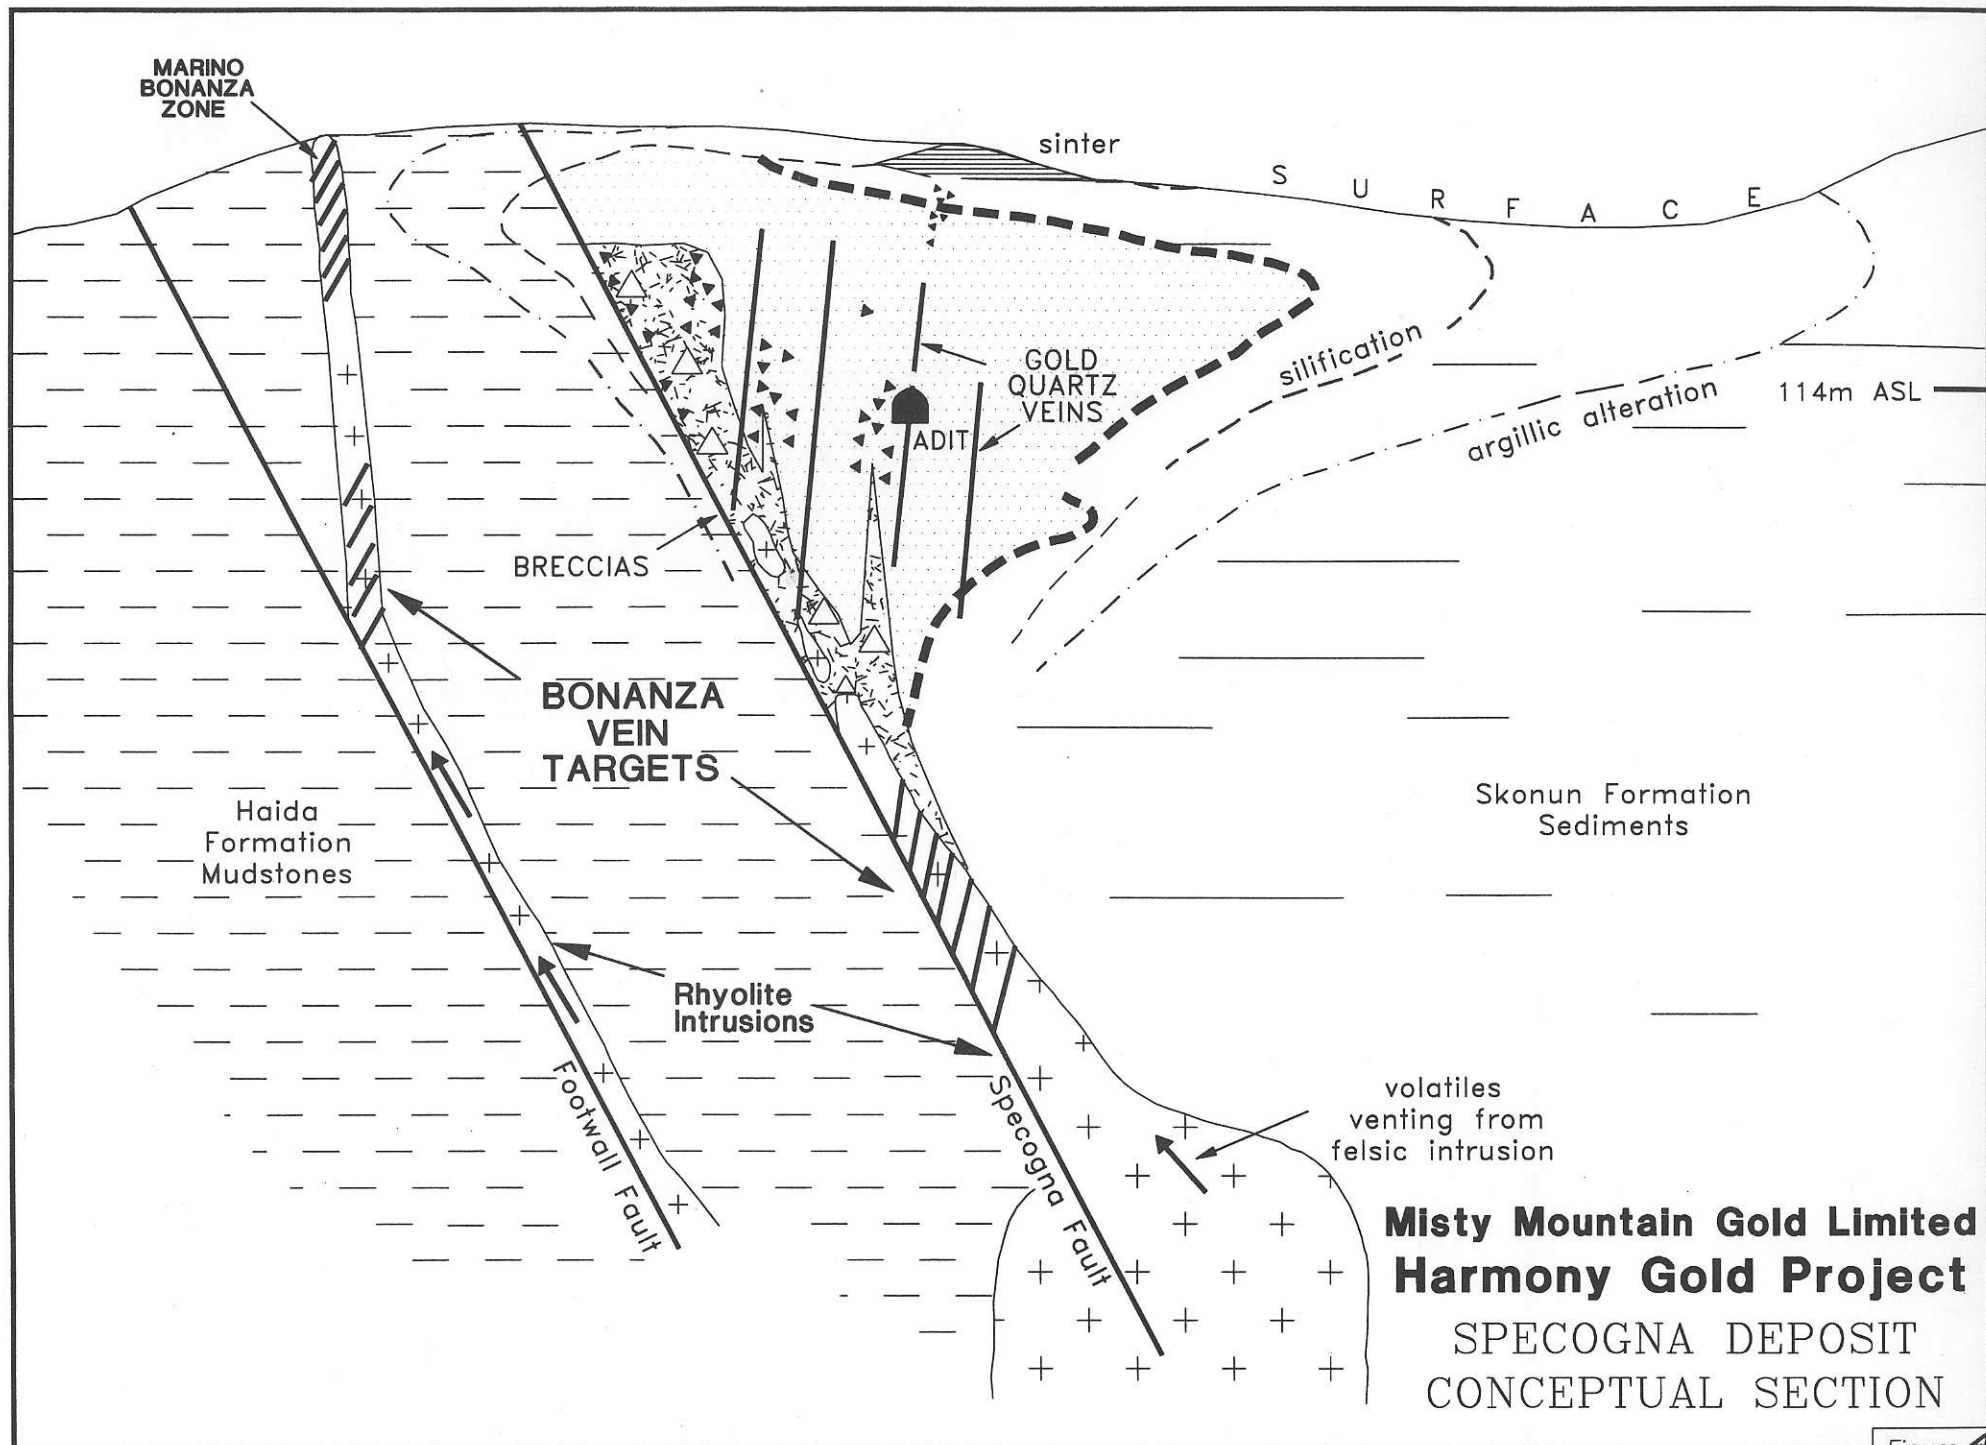 MARINO
BONANZA
ZONE
sinter
S U R F A C E
GOLD
QUARTZ
VEINS
silification
argillic alteration
114m ASL
ADIT
BRECCIAS
BONANZA
VEIN
TARGETS
Haida
Formation
Mudstones
Skonun Formation
Sediments
Rhyolite
Intrusions
Footwall Fault
Specogna Fault
volatiles
venting from
felsic intrusion
Misty Mountain Gold Limited
Harmony Gold Project
SPECOGNA DEPOSIT
CONCEPTUAL SECTION
Figure